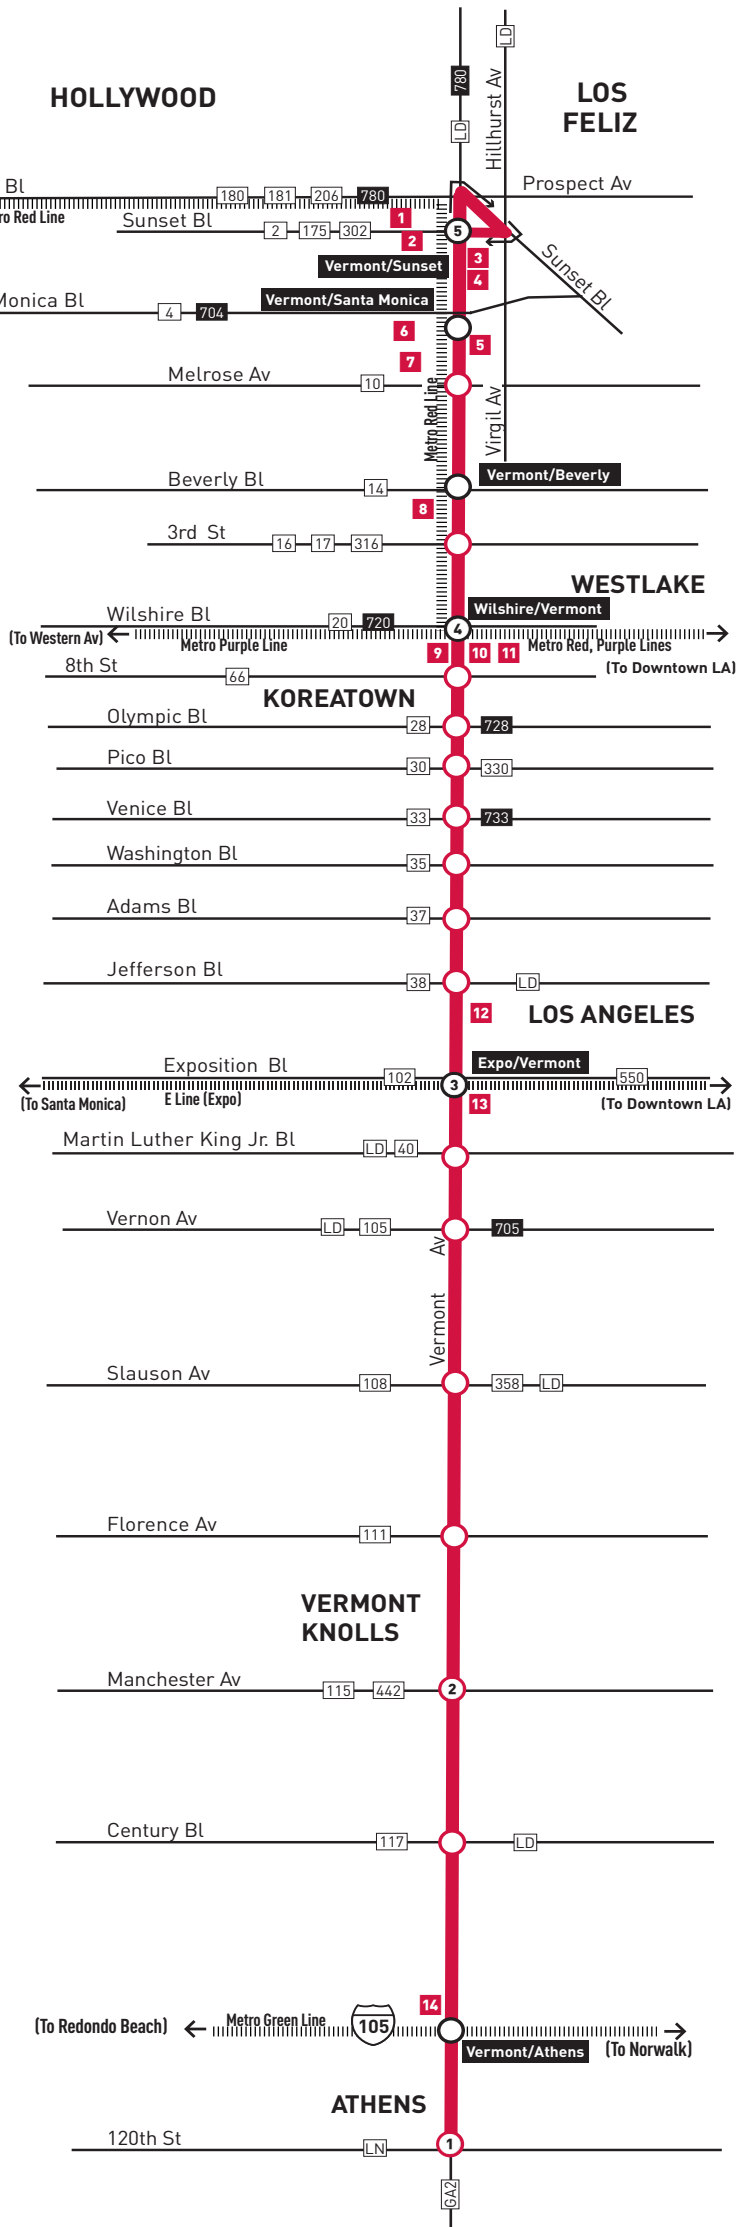 LD
780
HOLLYWOOD
LOS
FELIZ
Hillhurst Av
LD
Bl
180
181
206
780
Prospect Av
Red Line
1
Sunset Bl
2
175
302
2
5
Sunset Bl
3
Vermont/Sunset
4
Monica Bl
4
704
Vermont/Santa Monica
6
5
7
Melrose Av
10
Metro Red Line
Virgil Av
Beverly Bl
14
Vermont/Beverly
8
3rd St
16
17
316
WESTLAKE
Wilshire Bl
20
720
4
Wilshire/Vermont
(To Western Av)
Metro Purple Line
Metro Red, Purple Lines
9
10
11
(To Downtown LA)
8th St
66
KOREATOWN
Olympic Bl
28
728
Pico Bl
30
330
Venice Bl
33
733
Washington Bl
35
Adams Bl
37
Jefferson Bl
38
LD
12
LOS ANGELES
Exposition Bl
102
3
Expo/Vermont
550
(To Santa Monica)
E Line (Expo)
13
(To Downtown LA)
Martin Luther King Jr. Bl
LD
40
Vernon Av
LD
105
705
Vermont Av
Slauson Av
108
358
LD
Florence Av
111
VERMONT
KNOLLS
Manchester Av
115
442
2
Century Bl
117
LD
14
(To Redondo Beach)
Metro Green Line
105
Vermont/Athens
(To Norwalk)
ATHENS
120th St
LN
1
GA2